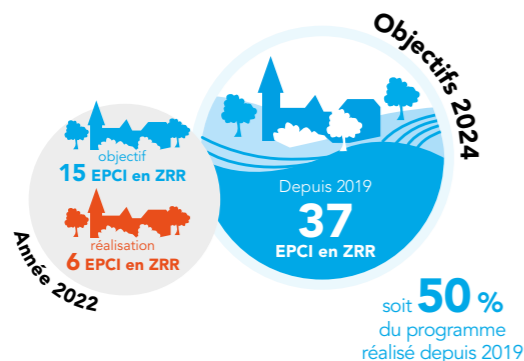 Objectifs 2024
objectif
15 EPCI en ZRR
réalisation
6 EPCI en ZRR
Année 2022
Depuis 2019
37
EPCI en ZRR
soit 50 %
du programme
réalisé depuis 2019